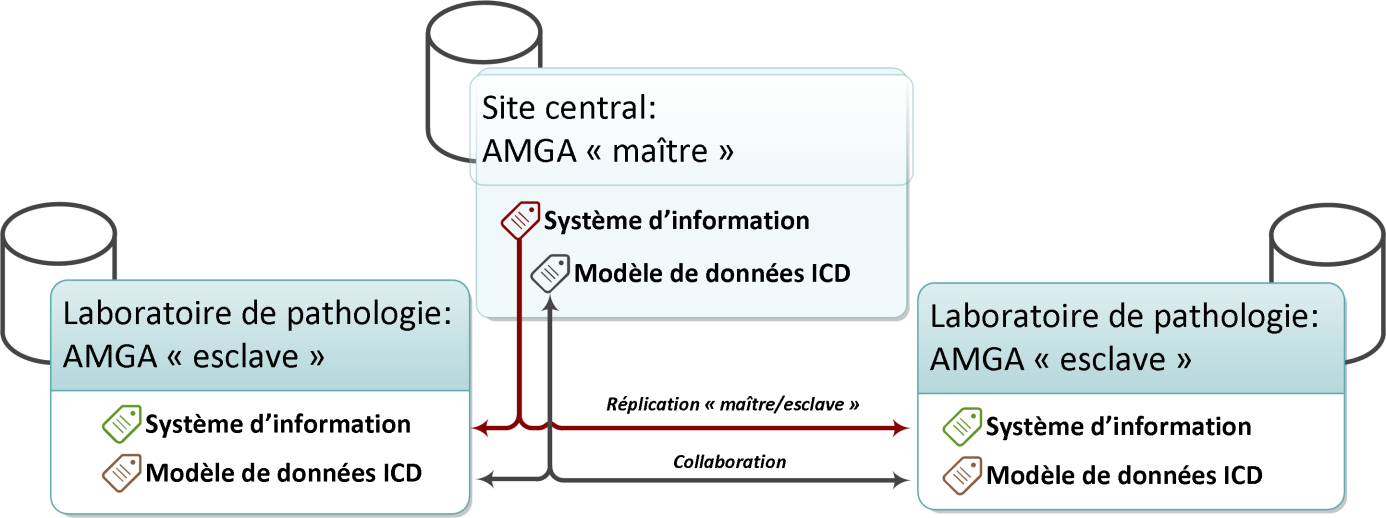 Site central:
AMGA « maître »
Système d’information
Modèle de données ICD
Laboratoire de pathologie:
AMGA « esclave »
Système d’information
Modèle de données ICD
Réplication « maître/esclave »
Collaboration
Laboratoire de pathologie:
AMGA « esclave »
Système d’information
Modèle de données ICD